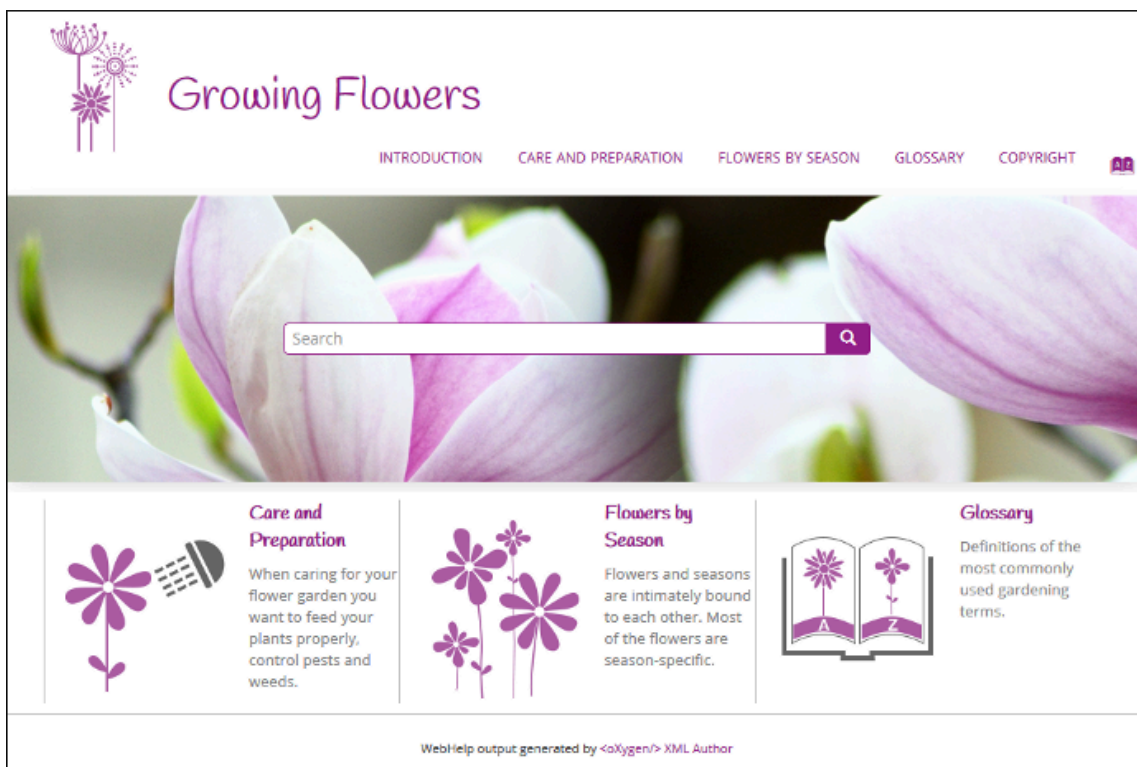 Growing Flowers
INTRODUCTION CARE AND PREPARATION FLOWERS BY SEASON GLOSSARY COPYRIGHT
Search
Care and
Preparation
When caring for your
flower garden you
want to feed your
plants properly,
control pests and
weeds.
Flowers by
Season
Flowers and seasons
are intimately bound
to each other. Most
of the flowers are
season-specific.
A Z
Glossary
Definitions of the
most commonly
used gardening
terms.
WebHelp output generated by <oXygen/> XML Author